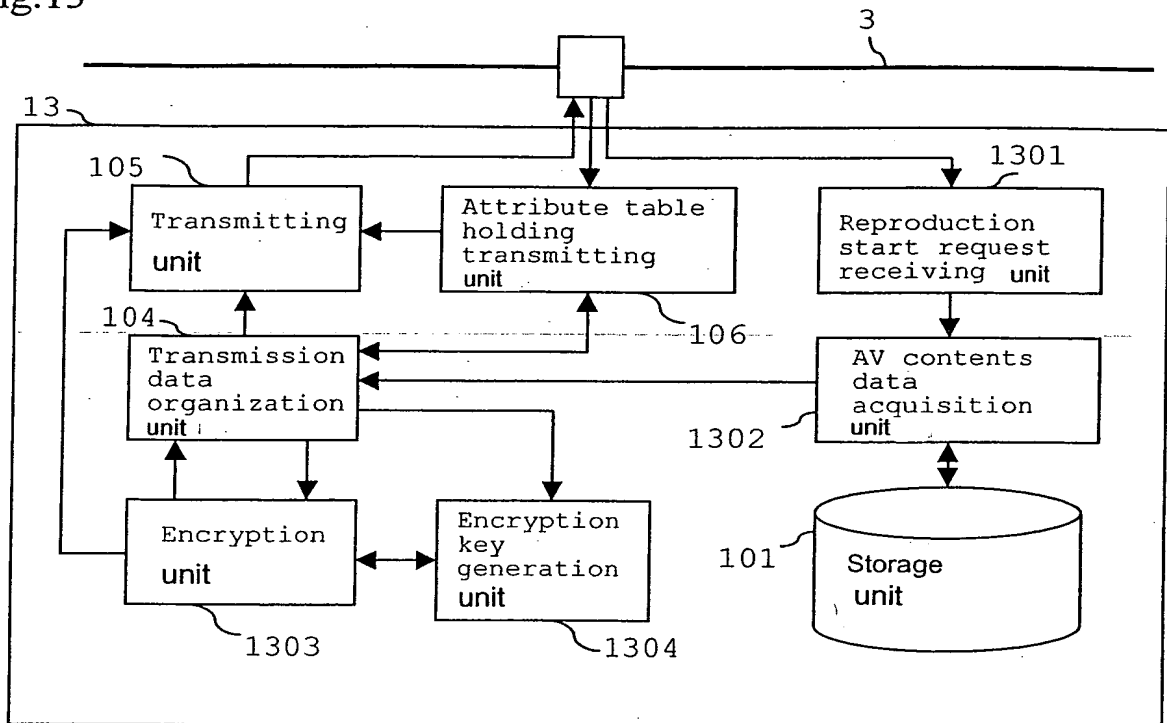 ig.13
3
13
105
Transmitting
unit
Attribute table
holding
transmitting
unit
106
1301
Reproduction
start request
receiving unit
104
Transmission
data
organization
unit
AV contents
data
acquisition
unit
1302
Encryption
unit
1303
Encryption
key
generation
unit
1304
101
Storage
unit